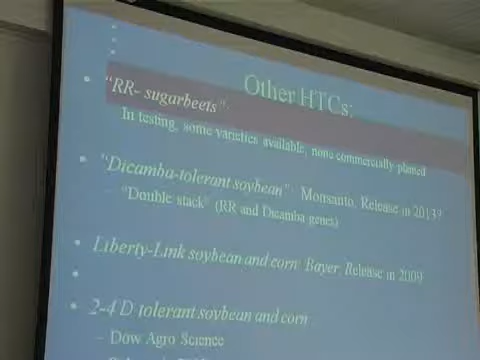 Other HTCs:
• "RR- sugarbeets"
In testing, some varieties available, none commercially planted
• "Dicamba-tolerant soybean" Monsanto, Release in 2013?
– "Double stack" (RR and Dicamba genes)
• Liberty-Link soybean and corn Bayer, Release in 2009
•
• 2-4 D tolerant soybean and corn
– Dow Agro Science